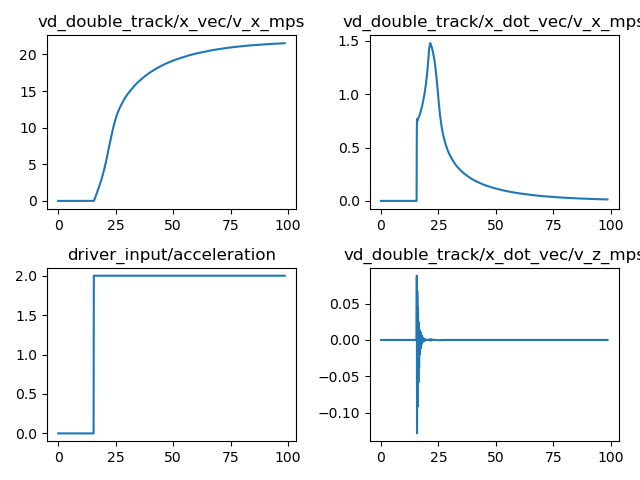 vd_double_track/x_vec/v_x_mps
vd_double_track/x_dot_vec/v_x_mps
20
15
10
5
0
0 25 50 75 100
1.5
1.0
0.5
0.0
0 25 50 75 100
driver_input/acceleration
vd_double_track/x_dot_vec/v_z_mps
2.0
1.5
1.0
0.5
0.0
0 25 50 75 100
0.05
0.00
−0.05
−0.10
0 25 50 75 100